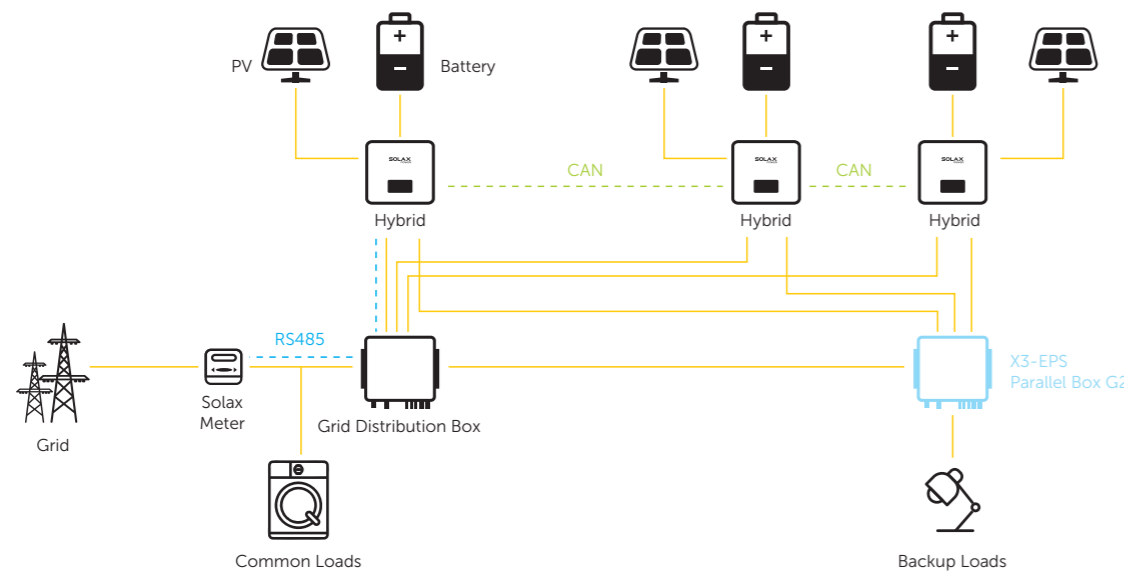 PV
Battery
SOLAX
SOLAX
SOLAX
CAN
CAN
Hybrid
Hybrid
Hybrid
RS485
X3-EPS
Parallel Box G2
Solax
Meter
Grid Distribution Box
Grid
Common Loads
Backup Loads